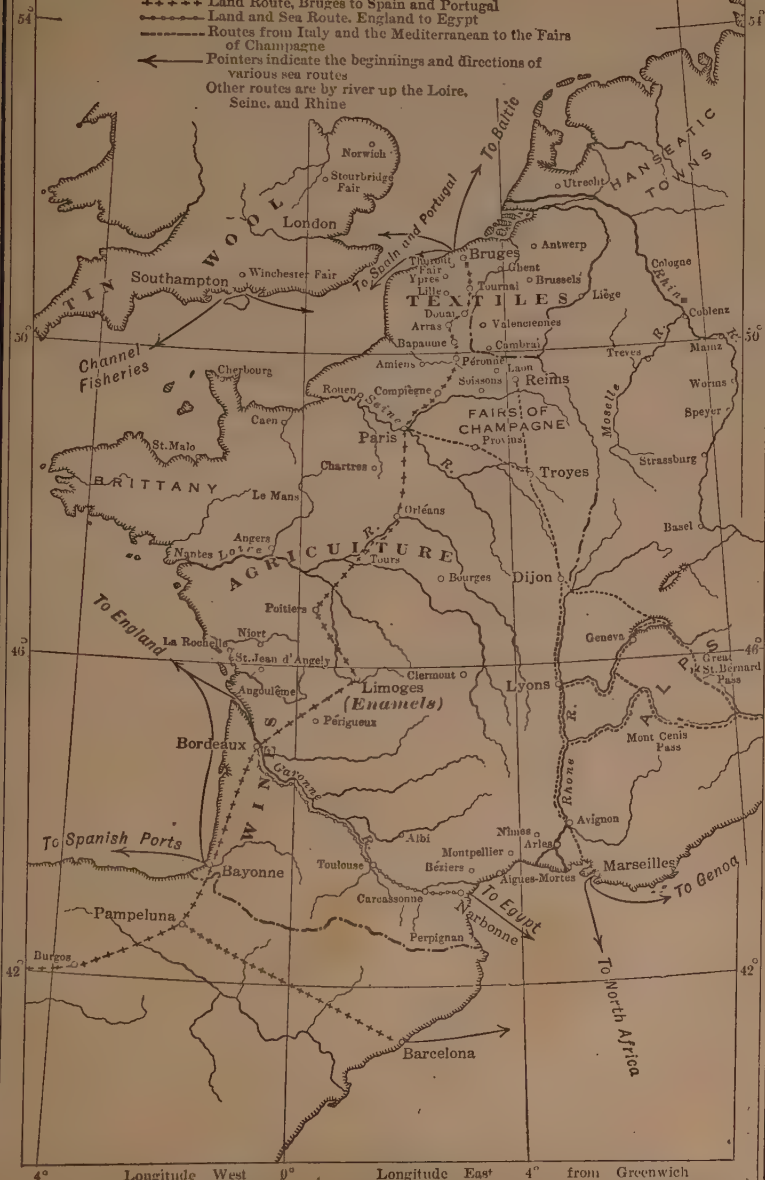 Land Route, Bruges to Spain and Portugal
Land and Sea Route, England to Egypt
Routes from Italy and the Mediterranean to the Fairs
of Champagne
Pointers indicate the beginnings and directions of
various sea routes
Other routes are by river up the Loire,
Seine, and Rhine
54°
54°
To Baltic
HANSEATIC
TOWNS
Norwich
Stourbridge
Fair
Utrecht
London
WOOL
To Spain and Portugal
Antwerp
Bruges
Thurout
Fair
Ghent
Cologne
Rhine
Winchester Fair
Southampton
Ypres
Brussels
Lille
Tournai
TIN
TEXTILES
Liège
Douai
Coblenz
Arras
Valenciennes
50°
50°
Bapaume
Cambrai
R.
Mainz
R.
Channel
Fisheries
Amiens
Péronne
Treves
Laon
Cherbourg
Soissons
Reims
Worms
Rouen
Seine
Compiègne
Moselle
Speyer
Caen
FAIRS OF
CHAMPAGNE
Paris
Provins
St. Malo
R.
Strassburg
Chartres
Troyes
BRITTANY
Le Mans
Orléans
Basel
Angers
R.
Nantes
Loire
AGRICULTURE
Tours
Bourges
Dijon
To England
Poitiers
Niort
La Rochelle
Geneva
46°
46°
St. Jean d'Angely
Great
St. Bernard
Pass
ALPS
Clermont
Lyons
Angoulême
Limoges
(Enamels)
R.
Périgueux
Mont Cenis
Pass
Bordeaux
WINES
Garonne
Rhone
Avignon
To Spanish Ports
R.
Albi
Nîmes
Arles
Montpellier
Toulouse
Béziers
Marseilles
Bayonne
Aigues-Mortes
To Genoa
Carcassonne
To Egypt
Narbonne
Pampeluna
Perpignan
Burgos
42°
42°
To North Africa
Barcelona
4°
Longitude West
0°
Longitude East
4°
from Greenwich